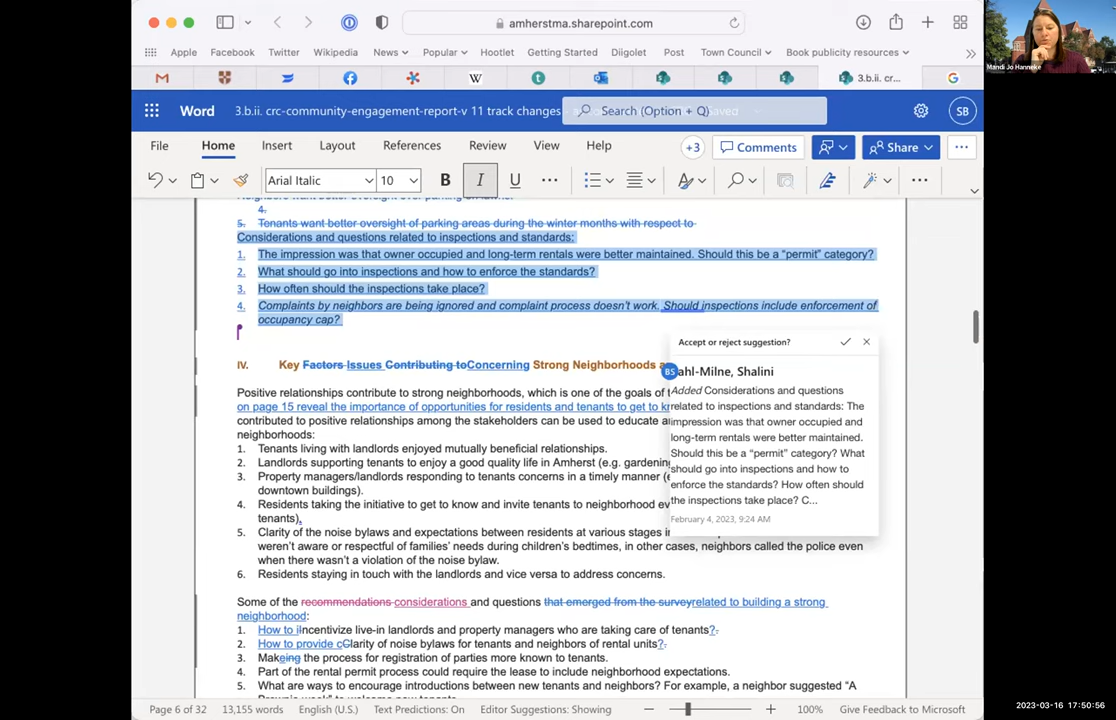 amherstma.sharepoint.com
Apple Facebook Twitter Wikipedia News Popular Hootlet Getting Started Diigolet Post Town Council Book publicity resources
3.b.ii. crc...
Mandi Jo Hanneke
Word 3.b.ii. crc-community-engagement-report-v 11 track changes Search (Option + Q) SB
File Home Insert Layout References Review View Help +3 Comments Share
Arial Italic 10 B I U
4.
5. Tenants want better oversight of parking areas during the winter months with respect to
Considerations and questions related to inspections and standards:
1. The impression was that owner occupied and long-term rentals were better maintained. Should this be a “permit” category?
2. What should go into inspections and how to enforce the standards?
3. How often should the inspections take place?
4. Complaints by neighbors are being ignored and complaint process doesn't work. Should inspections include enforcement of
occupancy cap?
IV. Key Factors Issues Contributing toConcerning Strong Neighborhoods
Positive relationships contribute to strong neighborhoods, which is one of the goals of
on page 15 reveal the importance of opportunities for residents and tenants to get to
contributed to positive relationships among the stakeholders can be used to educate
neighborhoods:
1. Tenants living with landlords enjoyed mutually beneficial relationships.
2. Landlords supporting tenants to enjoy a good quality life in Amherst (e.g. gardening
3. Property managers/landlords responding to tenants concerns in a timely manner
downtown buildings).
4. Residents taking the initiative to get to know and invite tenants to neighborhood
tenants).
5. Clarity of the noise bylaws and expectations between residents at various stages
weren't aware or respectful of families' needs during children's bedtimes, in other cases, neighbors called the police even
when there wasn't a violation of the noise bylaw.
6. Residents staying in touch with the landlords and vice versa to address concerns.
Some of the recommendations considerations and questions that emerged from the surveyrelated to building a strong
neighborhood:
1. How to iIncentivize live-in landlords and property managers who are taking care of tenants?.
2. How to provide cClarity of noise bylaws for tenants and neighbors of rental units?.
3. Makeing the process for registration of parties more known to tenants.
4. Part of the rental permit process could require the lease to include neighborhood expectations.
5. What are ways to encourage introductions between new tenants and neighbors? For example, a neighbor suggested “A
Accept or reject suggestion?
BS ahl-Milne, Shalini
Added Considerations and questions
related to inspections and standards: The
impression was that owner occupied and
long-term rentals were better maintained.
Should this be a “permit” category? What
should go into inspections and how to
enforce the standards? How often should
the inspections take place? C...
February 4, 2023, 9:24 AM
Page 6 of 32 13,155 words English (U.S.) Text Predictions: On Editor Suggestions: Showing 100% Give Feedback to Microsoft
2023-03-16 17:50:56